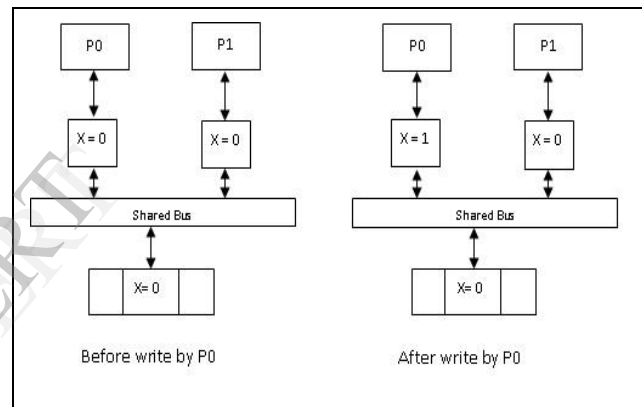 P0 P1 P0 P1
X = 0 X = 0 X = 1 X = 0
Shared Bus Shared Bus
X= 0 X= 0
Before write by P0 After write by P0